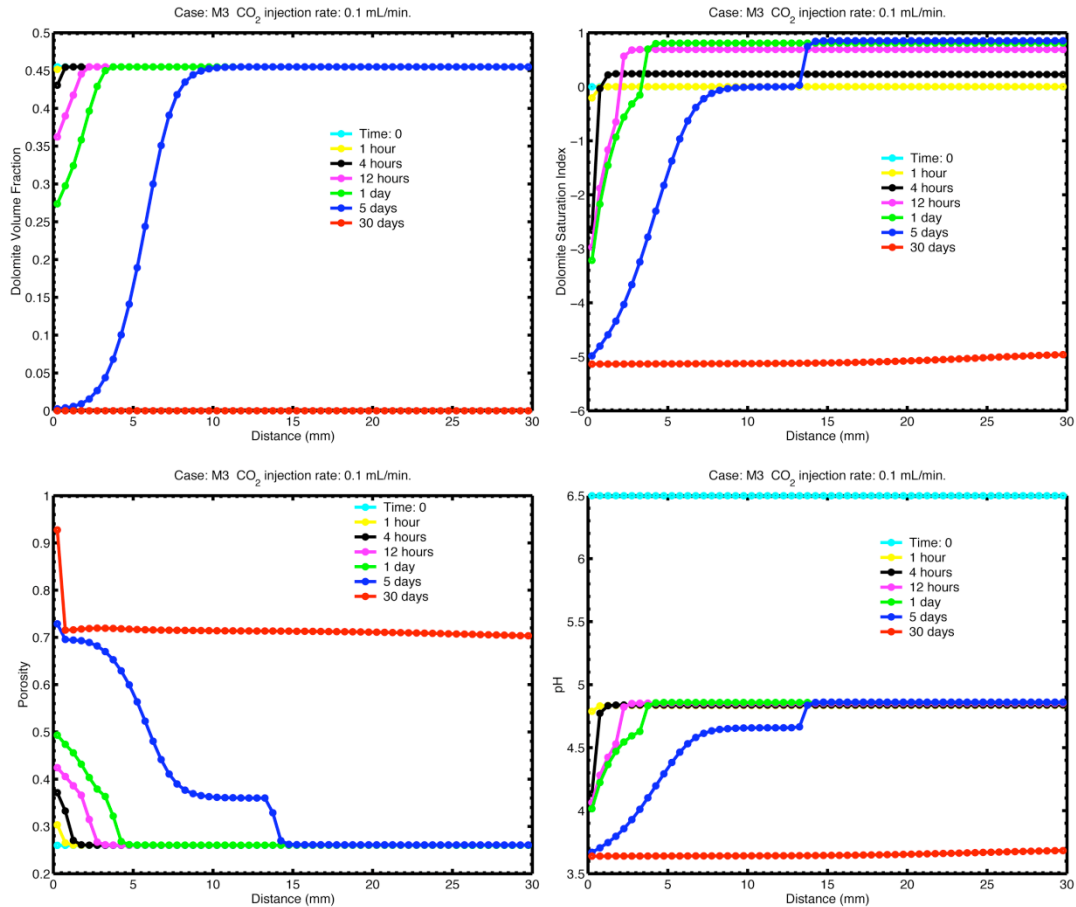 Case: M3 CO2 injection rate: 0.1 mL/min.
0.5
0.45
0.4
0.35
0.3
0.25
0.2
0.15
0.1
0.05
0
Dolomite Volume Fraction
Time: 0
1 hour
4 hours
12 hours
1 day
5 days
30 days
0 5 10 15 20 25 30
Distance (mm)
Case: M3 CO2 injection rate: 0.1 mL/min.
1
0
−1
−2
−3
−4
−5
−6
Dolomite Saturation Index
Time: 0
1 hour
4 hours
12 hours
1 day
5 days
30 days
0 5 10 15 20 25 30
Distance (mm)
Case: M3 CO2 injection rate: 0.1 mL/min.
1
0.9
0.8
0.7
0.6
0.5
0.4
0.3
0.2
Porosity
Time: 0
1 hour
4 hours
12 hours
1 day
5 days
30 days
0 5 10 15 20 25 30
Distance (mm)
Case: M3 CO2 injection rate: 0.1 mL/min.
6.5
6
5.5
5
4.5
4
3.5
pH
Time: 0
1 hour
4 hours
12 hours
1 day
5 days
30 days
0 5 10 15 20 25 30
Distance (mm)